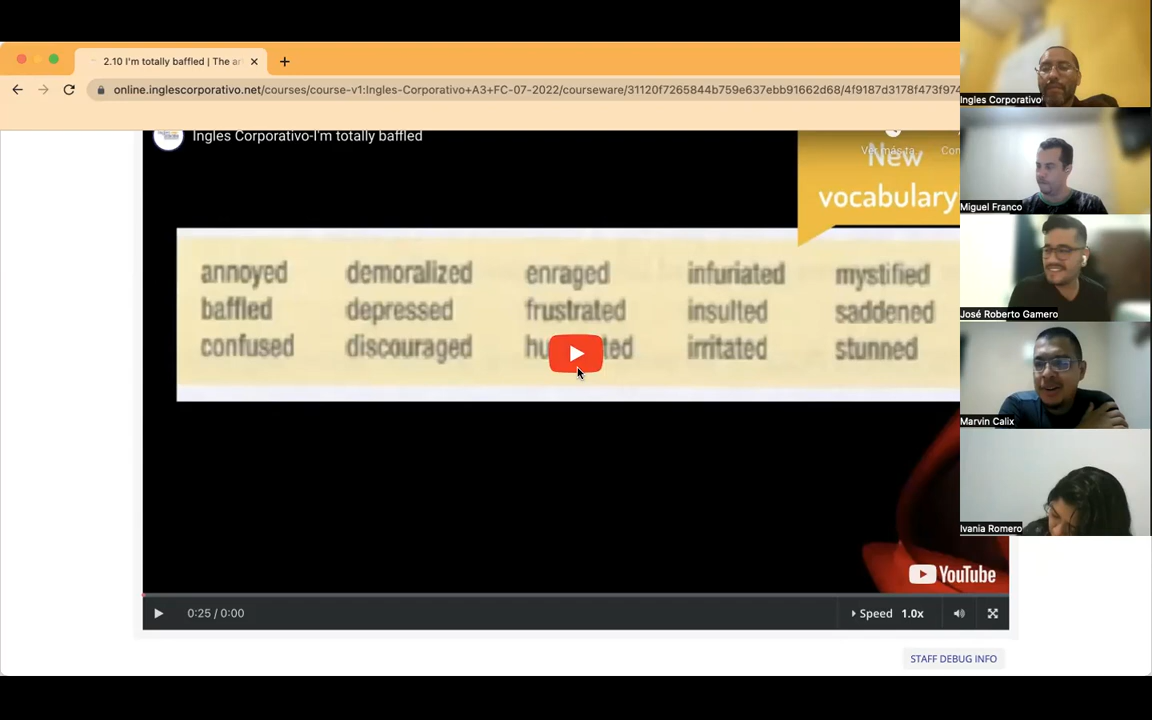 2.10 I'm totally baffled | The ar
online.inglescorporativo.net/courses/course-v1:Ingles-Corporativo+A3+FC-07-2022/courseware/31120f7265844b759e637ebb91662d68/4f9187d3178f473f974
Ingles Corporativo-I'm totally baffled
Ver más ta...
New
vocabulary
annoyed demoralized enraged infuriated mystified
baffled depressed frustrated insulted saddened
confused discouraged irritated stunned
YouTube
0:25 / 0:00
Speed 1.0x
STAFF DEBUG INFO
Ingles Corporativo
Miguel Franco
José Roberto Gamero
Marvin Calix
Ivania Romero